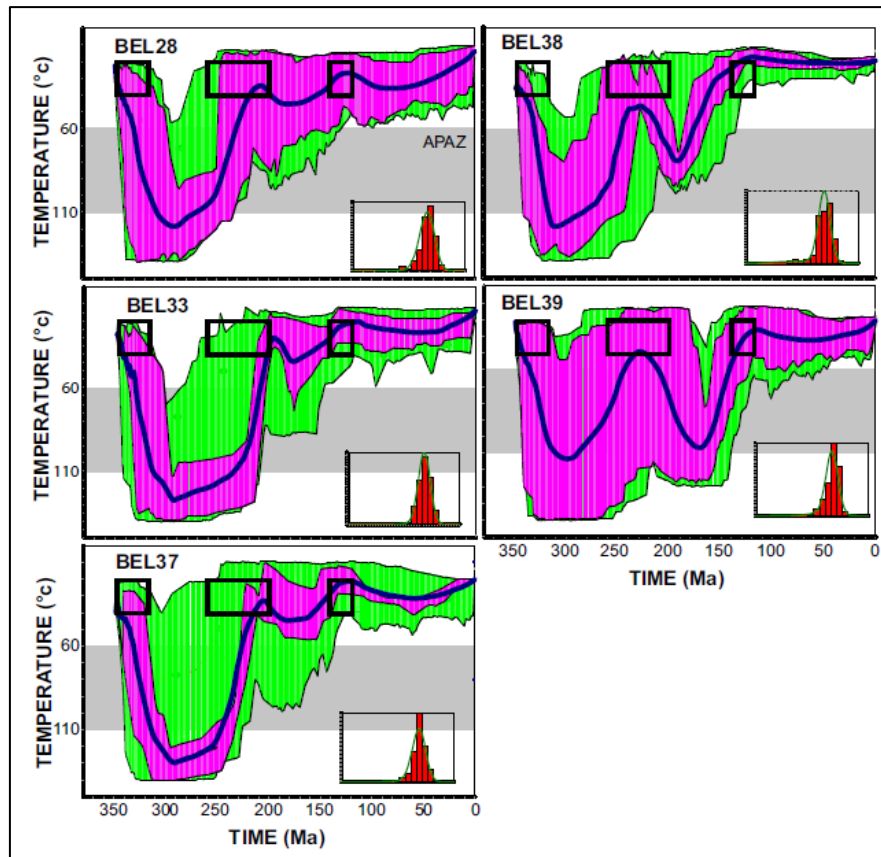 BEL28
TEMPERATURE (°c)
60
110
APAZ
BEL38
BEL33
TEMPERATURE (°c)
60
110
BEL39
350 300 250 200 150 100 50 0
TIME (Ma)
BEL37
TEMPERATURE (°c)
60
110
350 300 250 200 150 100 50 0
TIME (Ma)